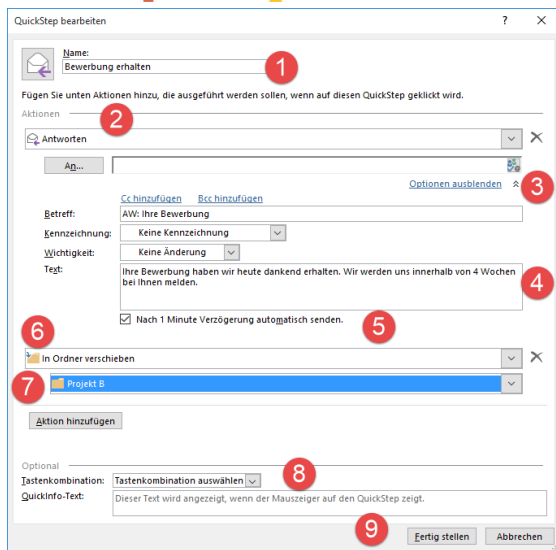 QuickStep bearbeiten ? ×
Name:
Bewerbung erhalten
1
Fügen Sie unten Aktionen hinzu, die ausgeführt werden sollen, wenn auf diesen QuickStep geklickt wird.
Aktionen
2
Antworten
An...
Optionen ausblenden
3
Cc hinzufügen Bcc hinzufügen
Betreff: AW: Ihre Bewerbung
Kennzeichnung: Keine Kennzeichnung
Wichtigkeit: Keine Änderung
Text: Ihre Bewerbung haben wir heute dankend erhalten. Wir werden uns innerhalb von 4 Wochen
bei Ihnen melden.
4
Nach 1 Minute Verzögerung automatisch senden.
5
6
In Ordner verschieben
7
Projekt B
Aktion hinzufügen
Optional
Tastenkombination: Tastenkombination auswählen
8
QuickInfo-Text: Dieser Text wird angezeigt, wenn der Mauszeiger auf den QuickStep zeigt.
9
Fertig stellen Abbrechen